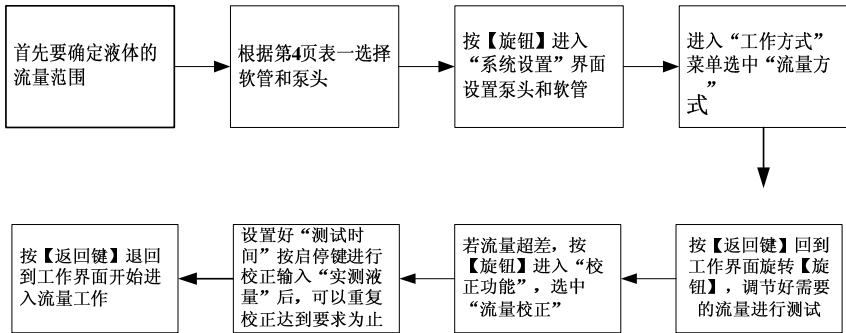 首先要确定液体的
流量范围
根据第4页表一选择
软管和泵头
按【旋钮】进入
“系统设置”界面
设置泵头和软管
进入“工作方式”
菜单选中“流量方
”
式
按【返回键】回到
工作界面旋转【旋
钮】,调节好需要
的流量进行测试
若流量超差,按
【旋钮】进入“校
正功能”,选中
“流量校正”
设置好“测试时
间”按启停键进行
校正输入“实测液
量”后,可以重复
校正达到要求为止
按【返回键】退回
到工作界面开始进
入流量工作